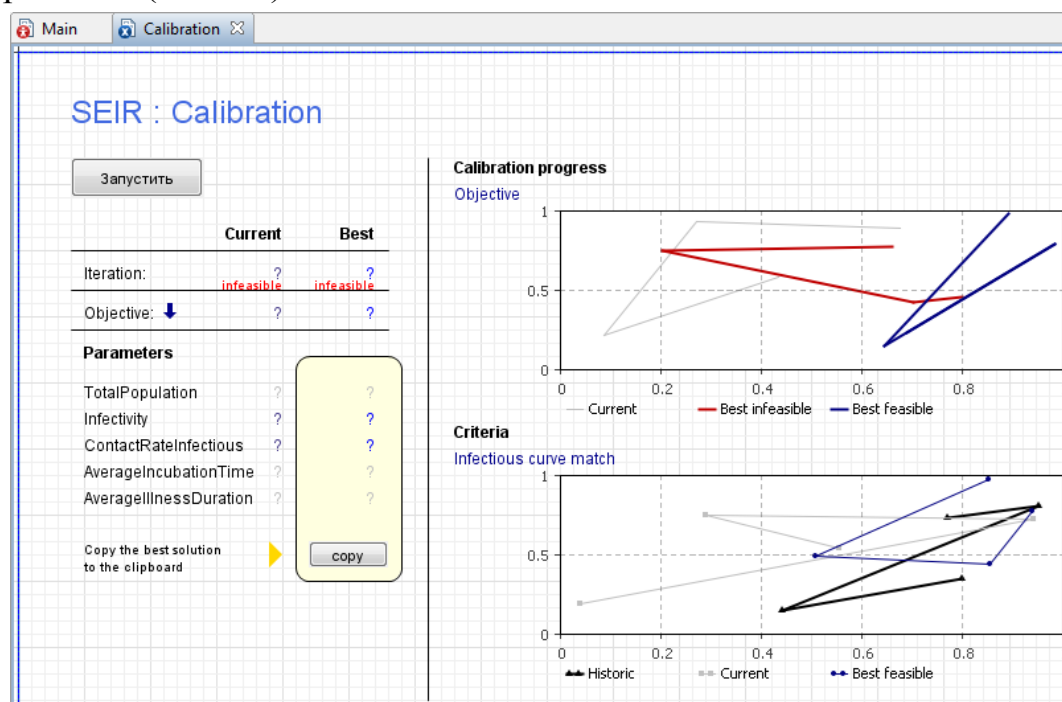 Main
Calibration
SEIR : Calibration
Запустить
Current Best
Iteration: ? ?
infeasible infeasible
Objective: ? ?
Parameters
TotalPopulation ? ?
Infectivity ? ?
ContactRateInfectious ? ?
AverageIncubationTime ? ?
AverageIllnessDuration ? ?
Copy the best solution
to the clipboard
copy
Calibration progress
Objective
1
0.5
0
0 0.2 0.4 0.6 0.8
Current Best infeasible Best feasible
Criteria
Infectious curve match
1
0.5
0
0 0.2 0.4 0.6 0.8
Historic Current Best feasible